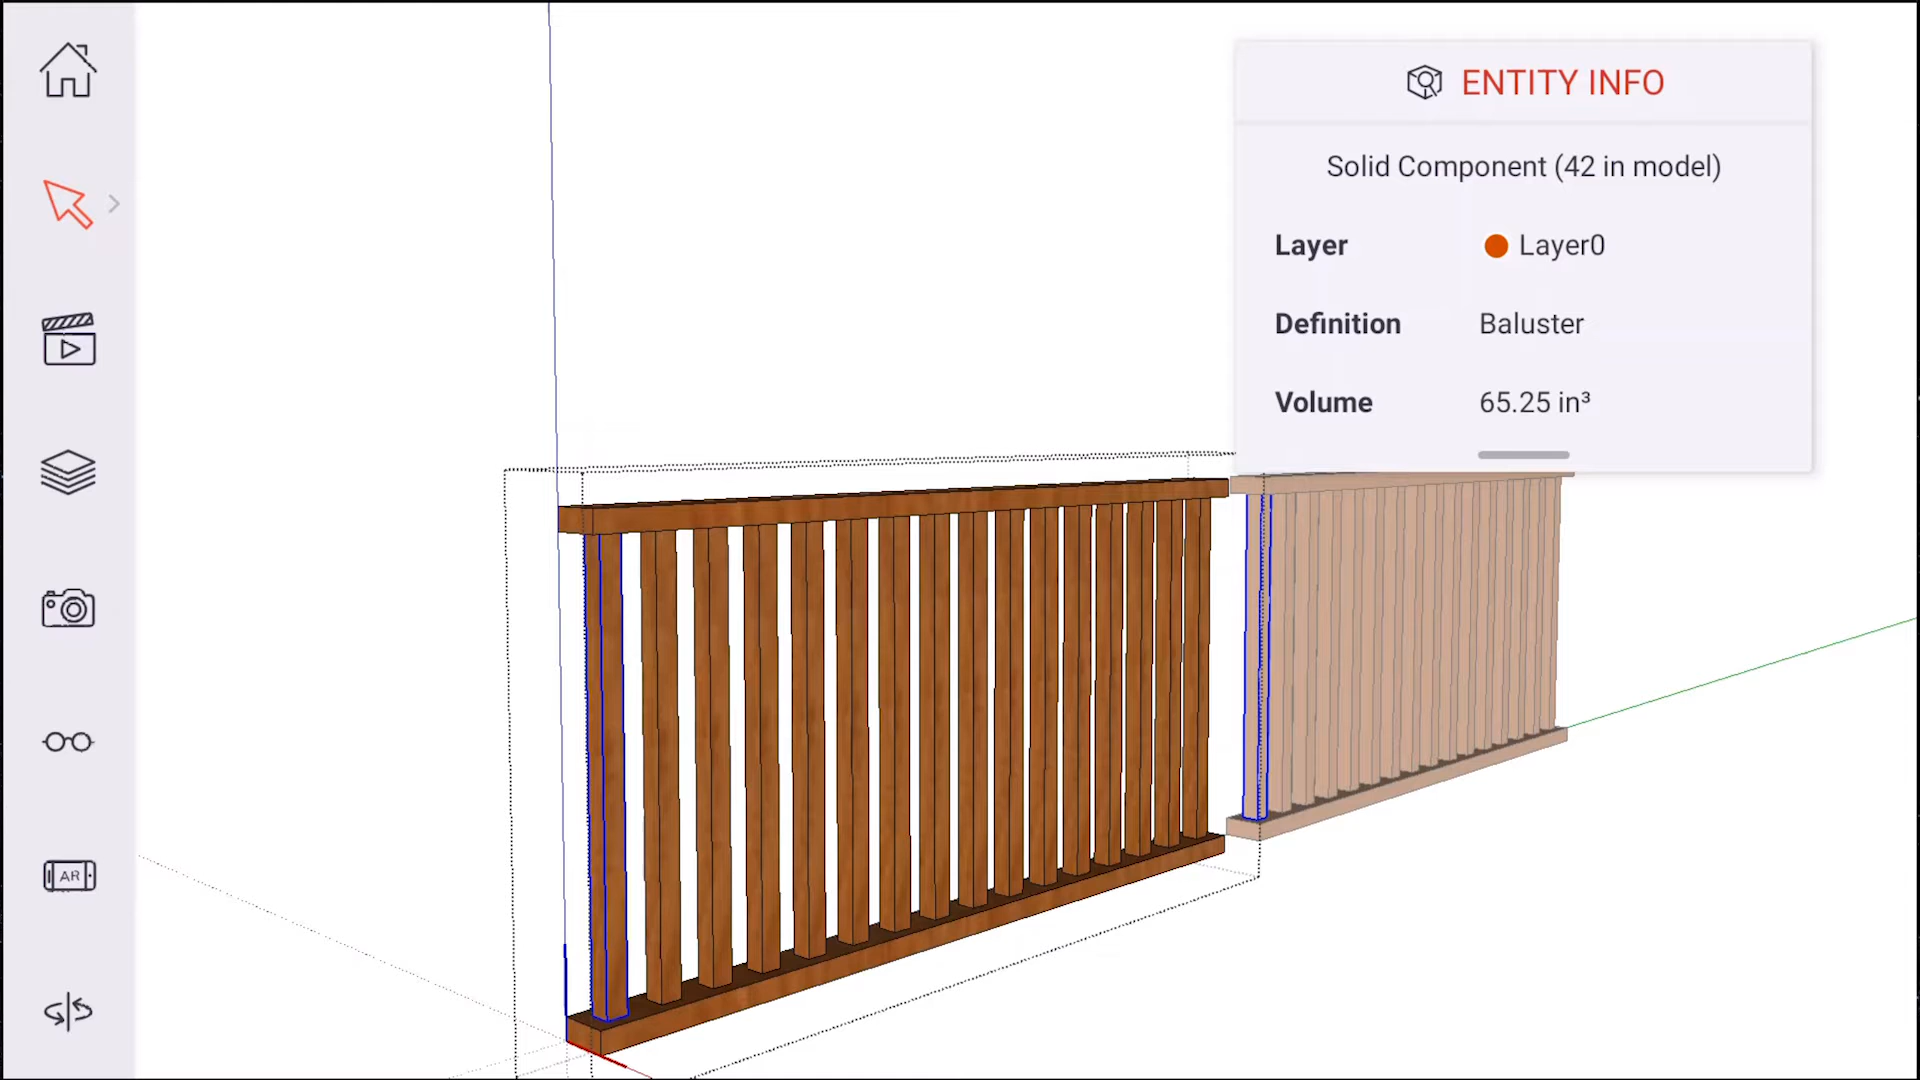 ENTITY INFO
Solid Component (42 in model)
Layer Layer0
Definition Baluster
Volume 65.25 in³
AR